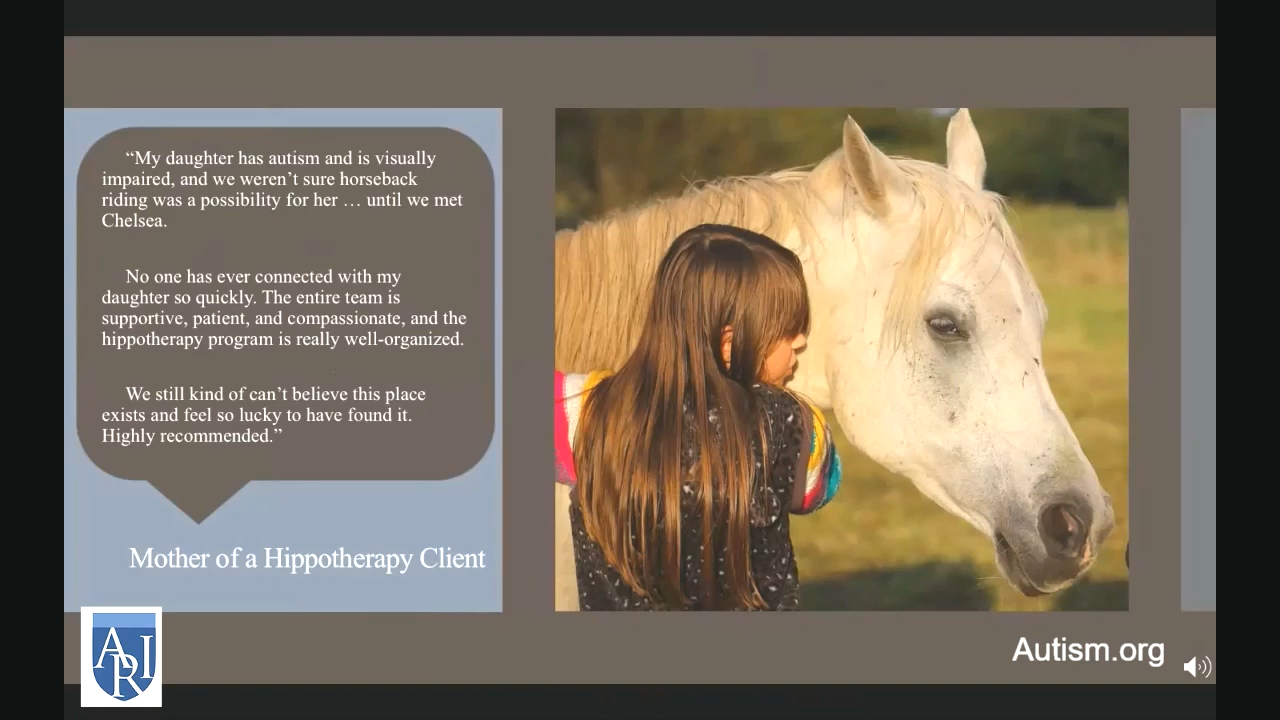 “My daughter has autism and is visually
impaired, and we weren’t sure horseback
riding was a possibility for her … until we met
Chelsea.
No one has ever connected with my
daughter so quickly. The entire team is
supportive, patient, and compassionate, and the
hippotherapy program is really well-organized.
We still kind of can’t believe this place
exists and feel so lucky to have found it.
Highly recommended.”
Mother of a Hippotherapy Client
ARI
Autism.org